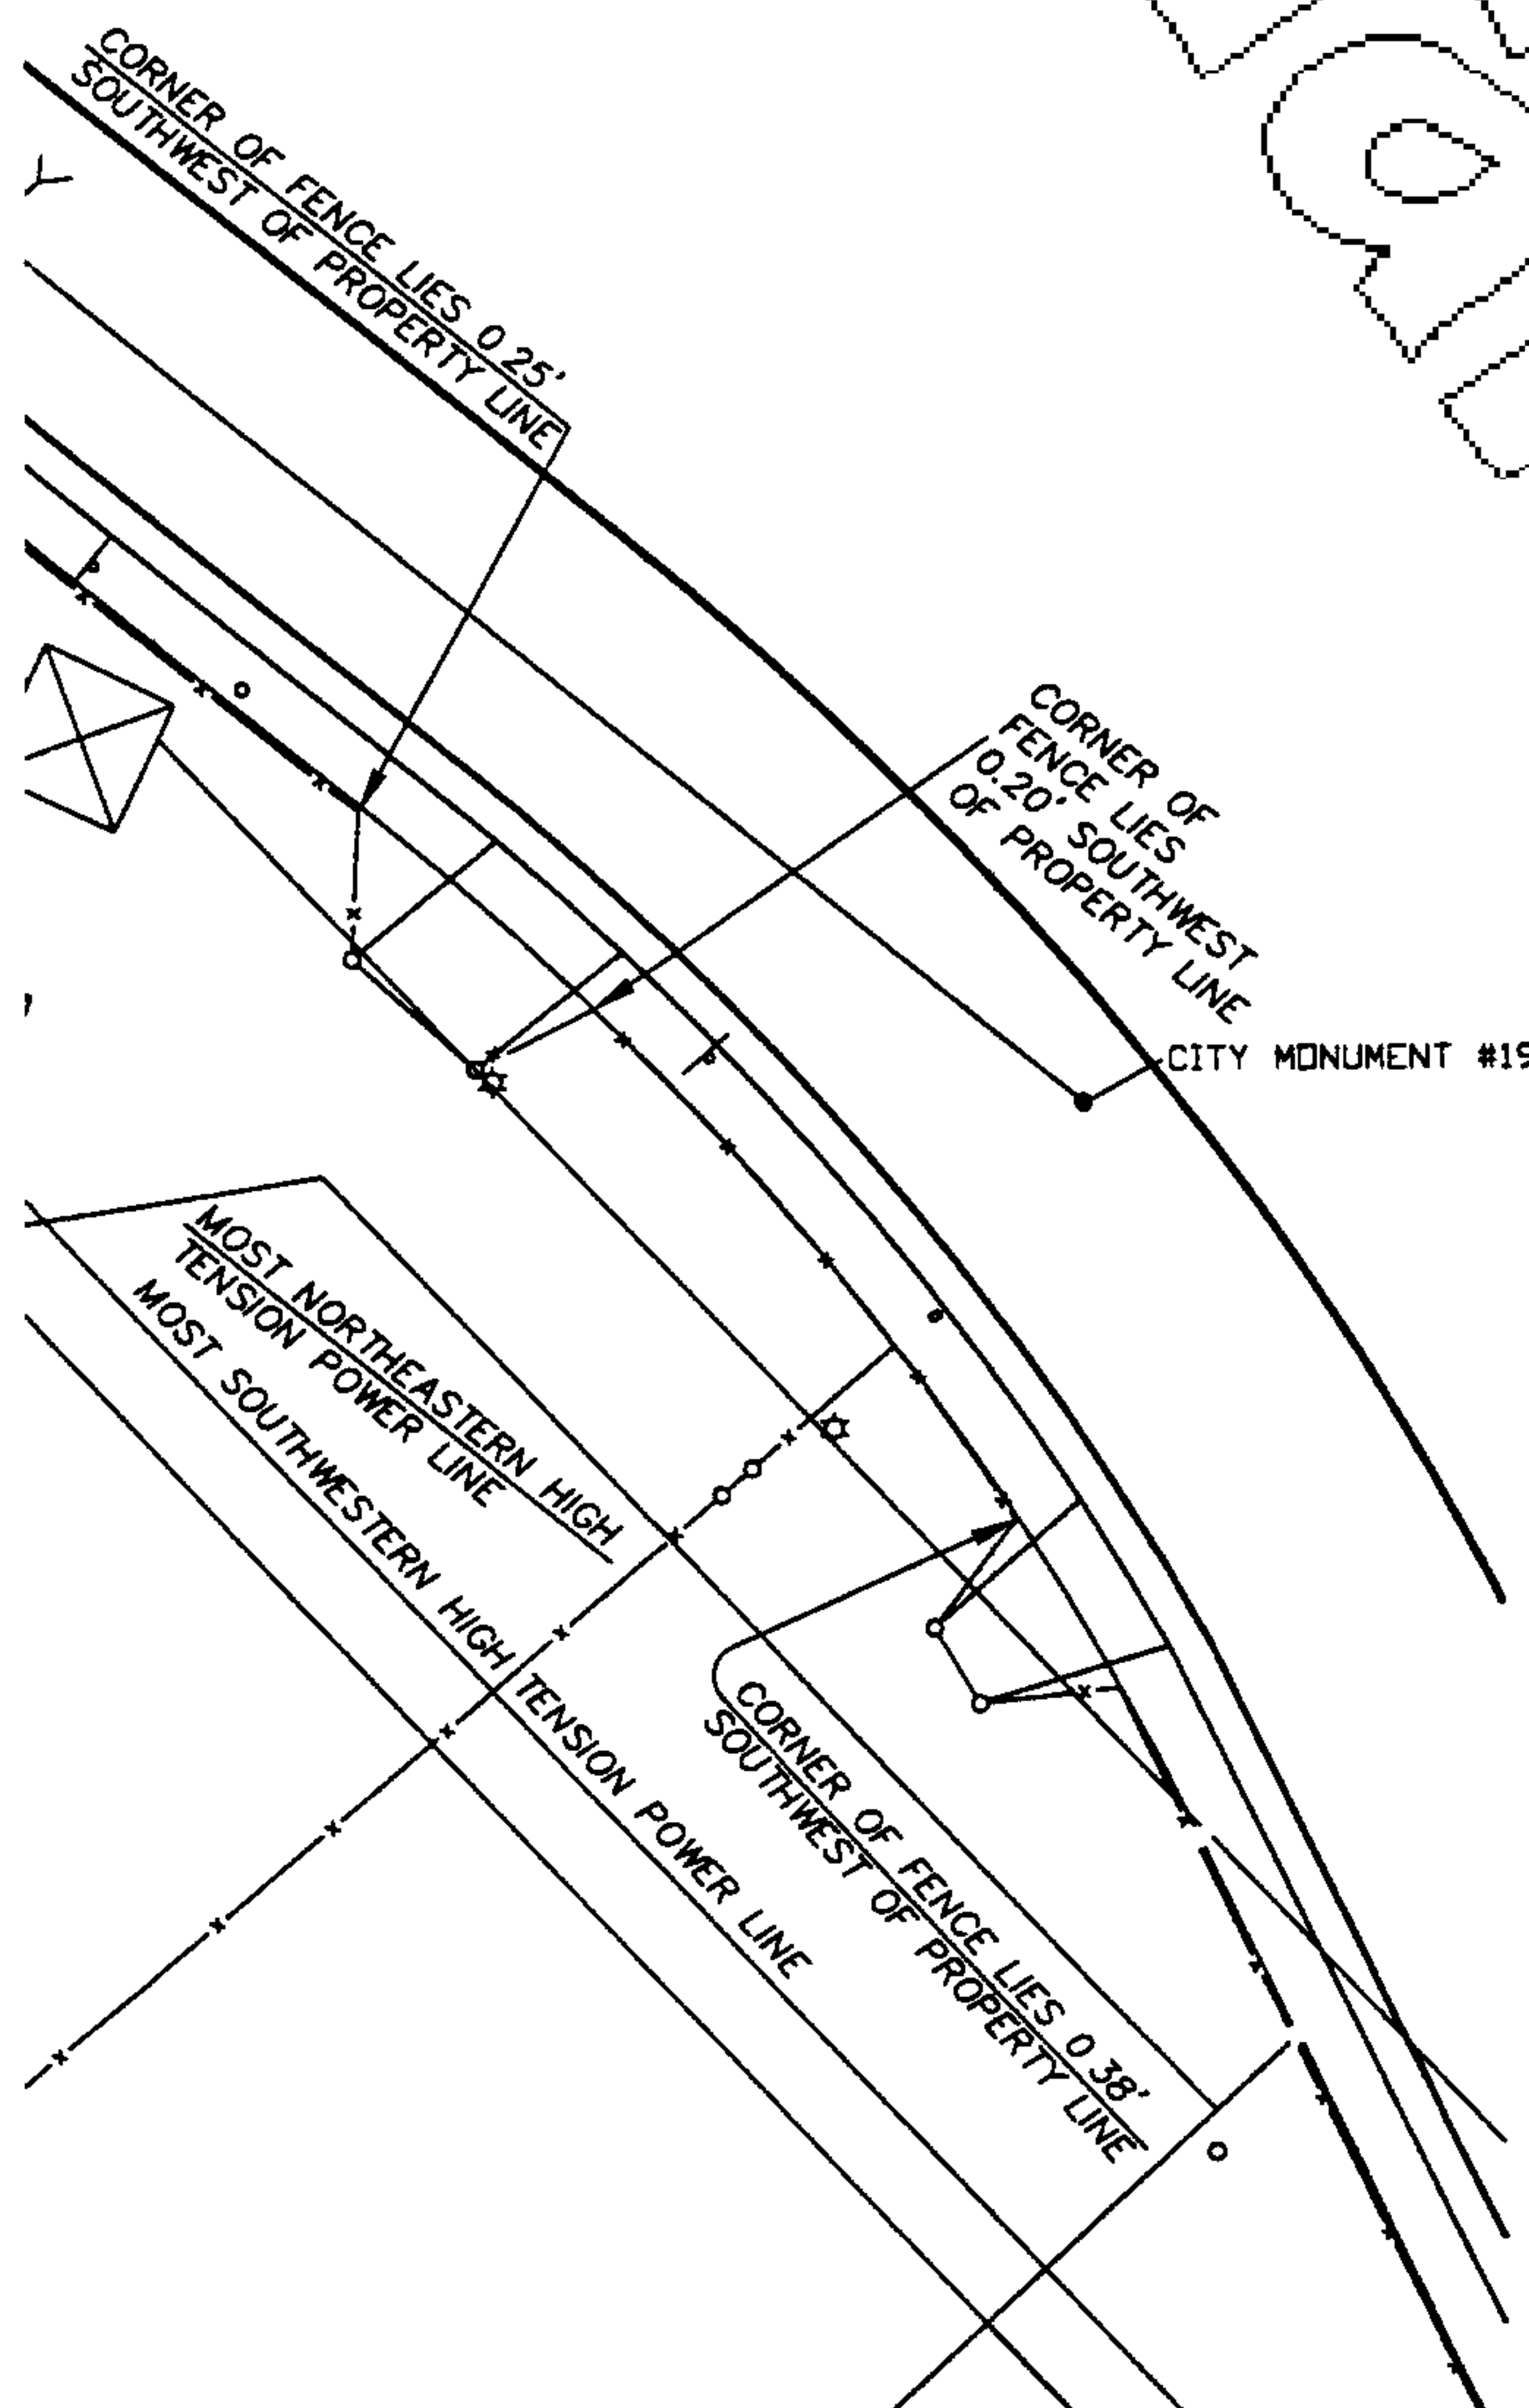 CORNER OF FENCE LIES 0 25'
SOUTHWEST OF PROPERTY LINE
Y
CORNER OF
FENCE LIES
0.20' SOUTHWEST
OF PROPERTY LINE
CITY MONUMENT #19
MOST NORTHEASTERN HIGH
TENSION POWER LINE
MOST SOUTHWESTERN HIGH TENSION POWER LINE
CORNER OF FENCE LIES 0 38'
SOUTHWEST OF PROPERTY LINE